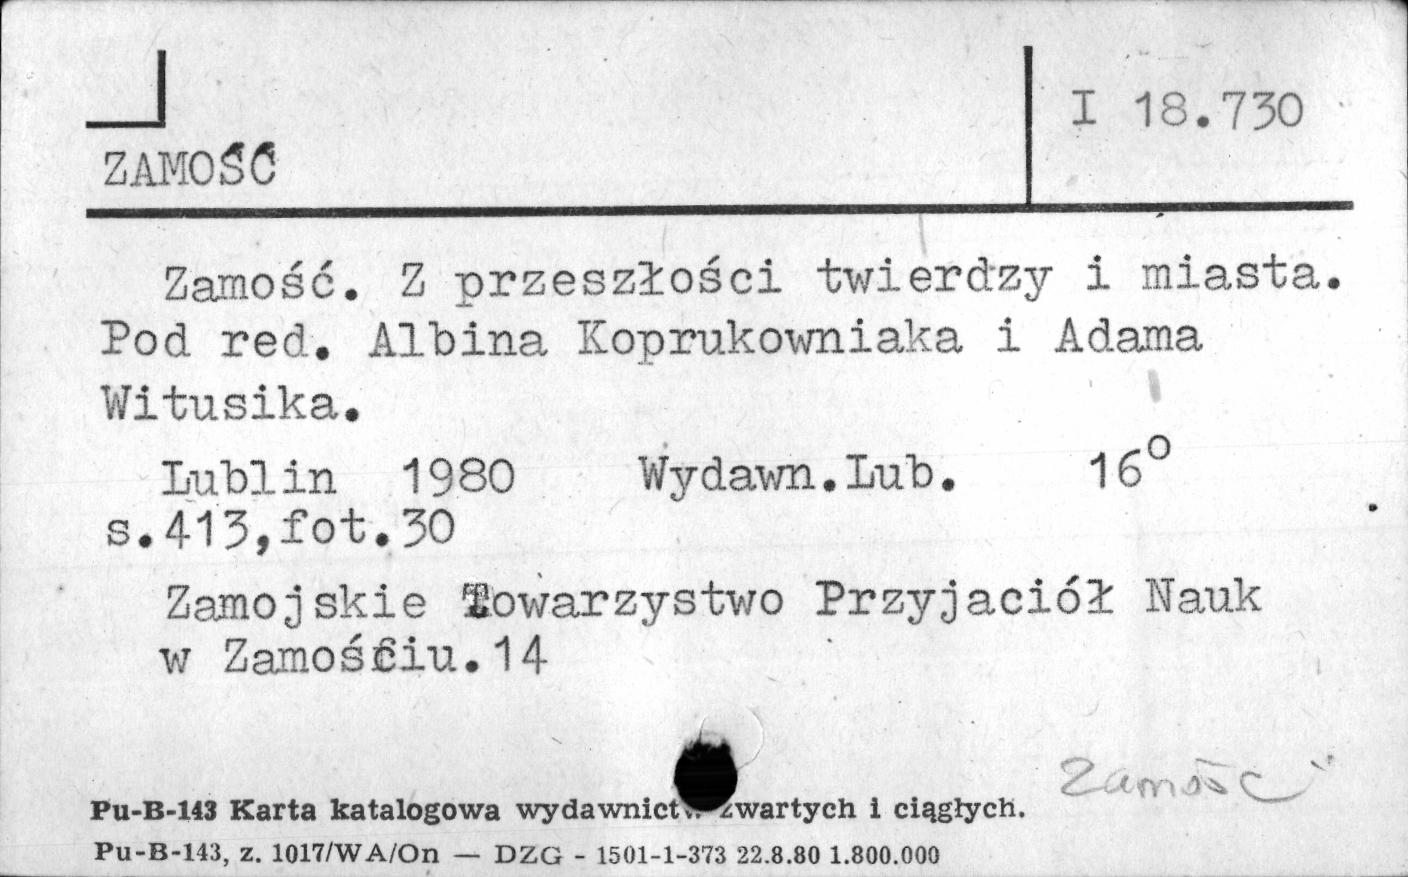 I 18.730
ZAMOŚĆ
Zamość. Z przeszłości twierdzy i miasta.
Pod red. Albina Koprukowniaka i Adama
Witusika.
Lublin 1980 Wydawn.Lub. 16°
s.413,fot.30
Zamojskie Towarzystwo Przyjaciół Nauk
w Zamościu.14
Zamość
Pu-B-143 Karta katalogowa wydawnictw zwartych i ciągłych.
Pu-B-143, z. 1017/WA/On — DZG - 1501-1-373 22.8.80 1.800.000